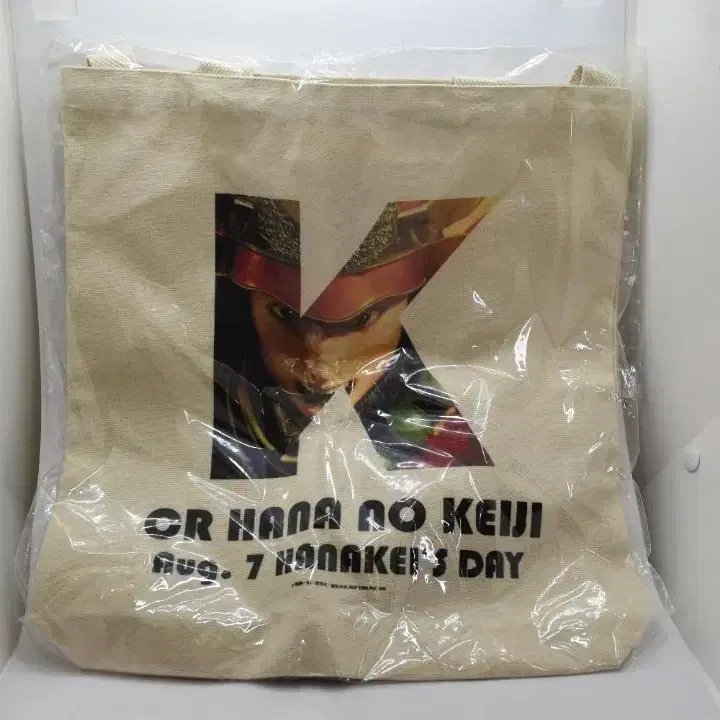 K
CR HANA NO KEIJI
Aug. 7 HANAKEI'S DAY